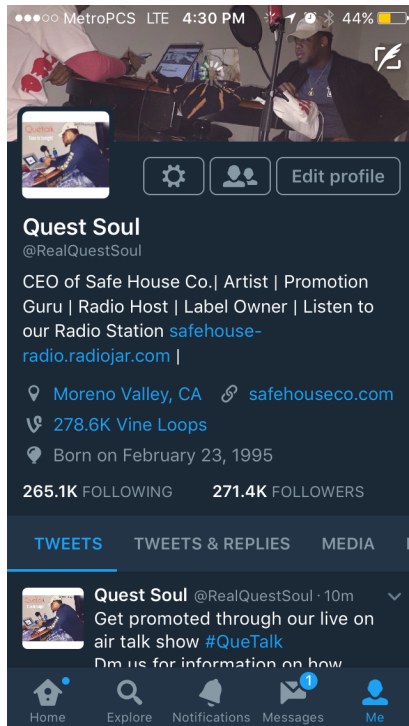 MetroPCS LTE 4:30 PM 44%
QueTalk
Edit profile
Quest Soul
@RealQuestSoul
CEO of Safe House Co.| Artist | Promotion
Guru | Radio Host | Label Owner | Listen to
our Radio Station safehouse-
radio.radiojar.com |
Moreno Valley, CA safehouseco.com
278.6K Vine Loops
Born on February 23, 1995
265.1K FOLLOWING 271.4K FOLLOWERS
TWEETS TWEETS & REPLIES MEDIA
Quest Soul @RealQuestSoul · 10m
Get promoted through our live on
air talk show #QueTalk
Dm us for information on how
1
Home Explore Notifications Messages Me